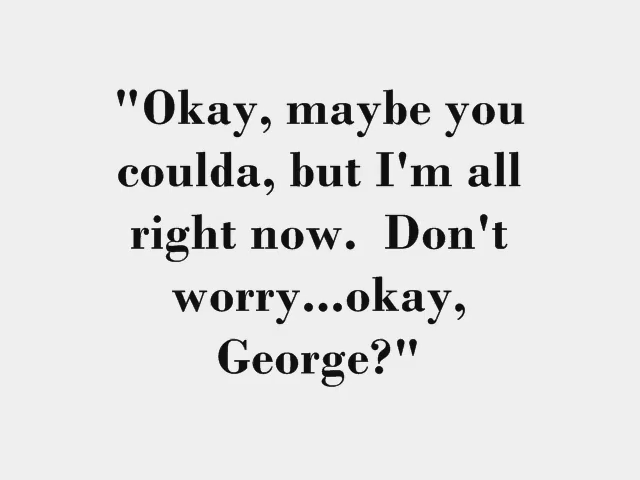 "Okay, maybe you
coulda, but I'm all
right now.  Don't
worry...okay,
George?"